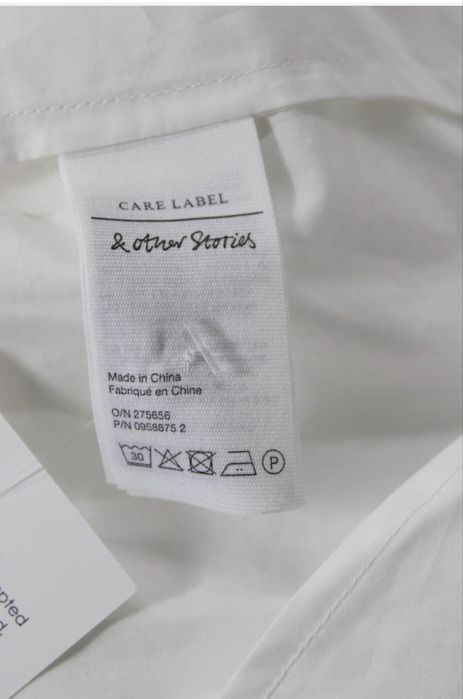 CARE LABEL
& other Stories
Made in China
Fabriqué en Chine
O/N 275656
P/N 0958875 2
30
P